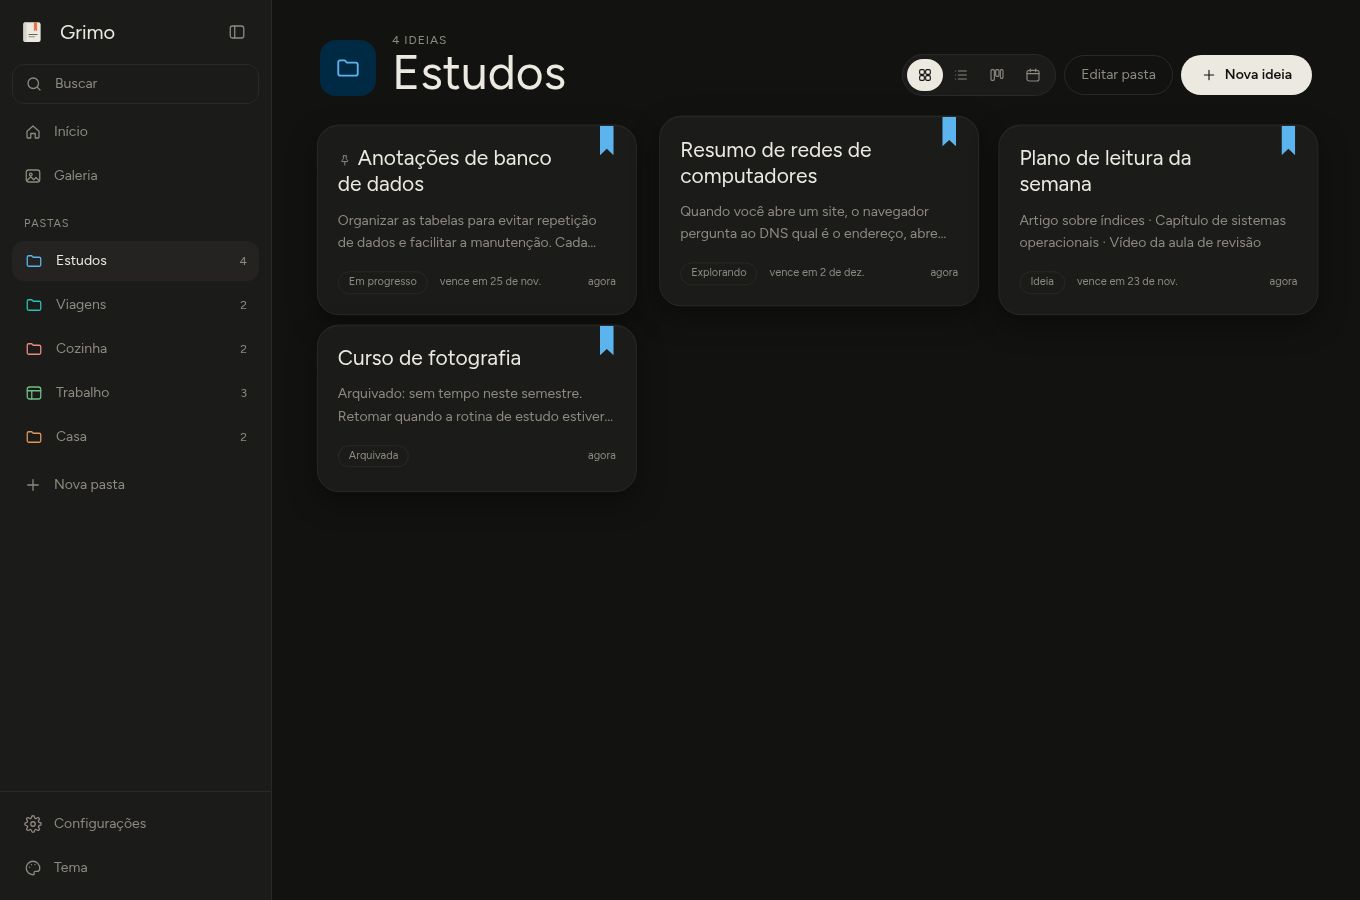 Grimo
Buscar
Início
Galeria
PASTAS
Estudos 4
Viagens 2
Cozinha 2
Trabalho 3
Casa 2
Nova pasta
Configurações
Tema
4 IDEIAS
Estudos
Editar pasta
Nova ideia
Anotações de banco
de dados
Organizar as tabelas para evitar repetição
de dados e facilitar a manutenção. Cada...
Em progresso vence em 25 de nov. agora
Resumo de redes de
computadores
Quando você abre um site, o navegador
pergunta ao DNS qual é o endereço, abre...
Explorando vence em 2 de dez. agora
Plano de leitura da
semana
Artigo sobre índices · Capítulo de sistemas
operacionais · Vídeo da aula de revisão
Ideia vence em 23 de nov. agora
Curso de fotografia
Arquivado: sem tempo neste semestre.
Retomar quando a rotina de estudo estiver...
Arquivada agora